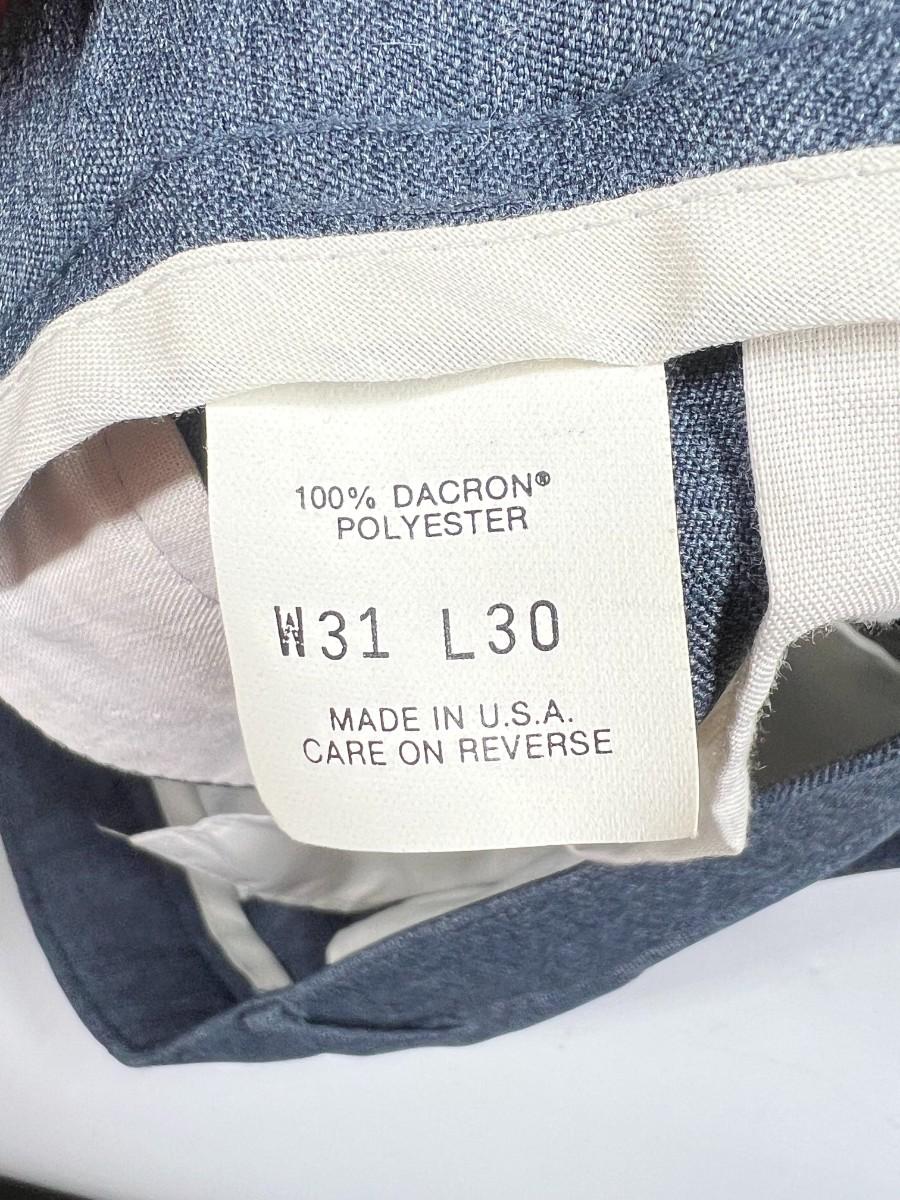 100% DACRON®
POLYESTER
W31 L30
MADE IN U.S.A.
CARE ON REVERSE